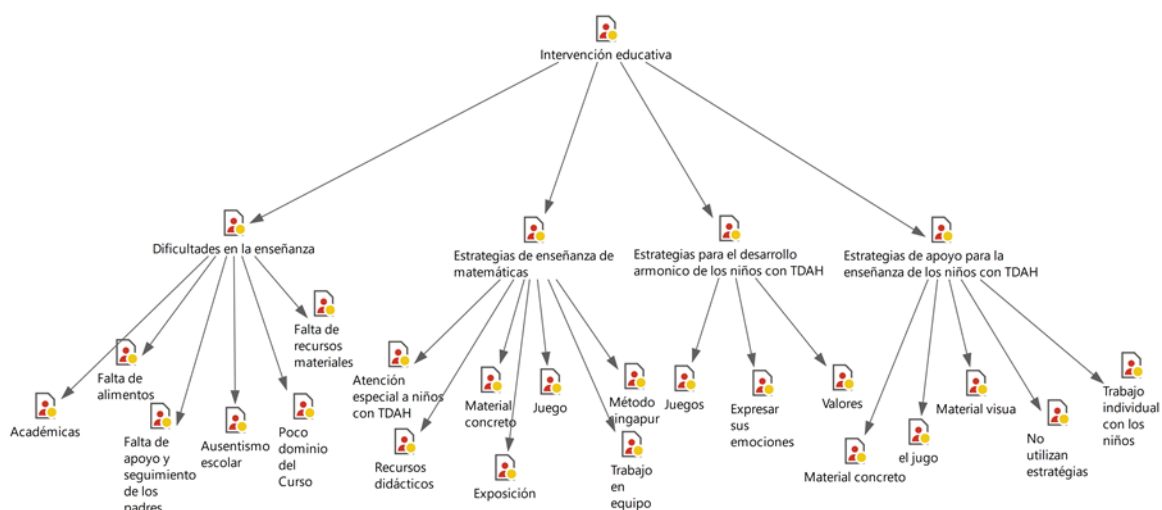 Intervención educativa
Dificultades en la enseñanza
Estrategias de enseñanza de
matemáticas
Estrategias para el desarrollo
armonico de los niños con TDAH
Estrategias de apoyo para la
enseñanza de los niños con TDAH
Académicas
Falta de
alimentos
Falta de
apoyo y
seguimiento
de los
padres
Ausentismo
escolar
Poco
dominio
del
Curso
Falta de
recursos
materiales
Atención
especial a niños
con TDAH
Recursos
didácticos
Material
concreto
Exposición
Juego
Método
singapur
Trabajo
en
equipo
Juegos
Expresar
sus
emociones
Valores
Material concreto
el jugo
Material visua
No
utilizan
estratégias
Trabajo
individual
con los
niños